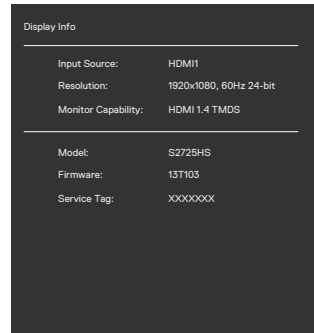 Display Info
Input Source: HDMI1
Resolution: 1920x1080, 60Hz 24-bit
Monitor Capability: HDMI 1.4 TMDS
Model: S2725HS
Firmware: 13T103
Service Tag: XXXXXXX